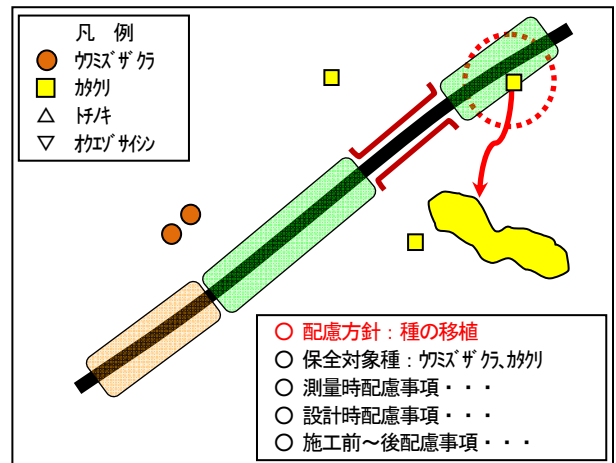 凡 例
ウワミズザクラ
カタクリ
トチノキ
オクエゾサイシン
○ 配慮方針：種の移植
○ 保全対象種：ウワミズザクラ、カタクリ
○ 測量時配慮事項・・・
○ 設計時配慮事項・・・
○ 施工前～後配慮事項・・・